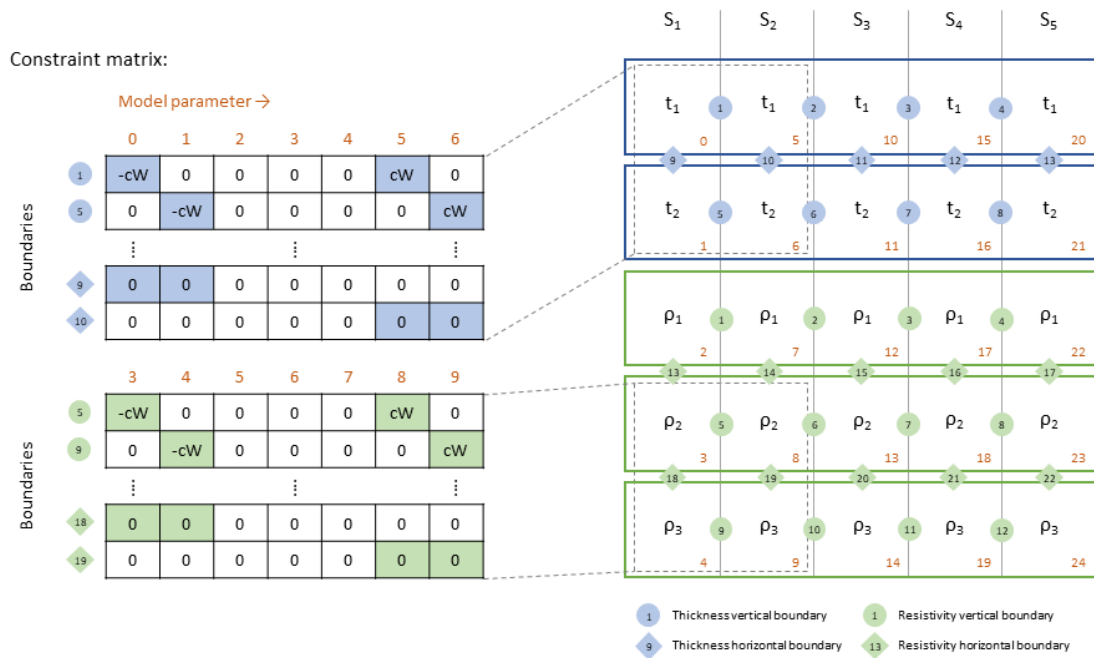 Constraint matrix:
Model parameter →
0 1 2 3 4 5 6
Boundaries
1 -cW 0 0 0 0 cW 0
5 0 -cW 0 0 0 0 cW
⁞ ⁞ ⁞
9 0 0 0 0 0 0 0
10 0 0 0 0 0 0 0
3 4 5 6 7 8 9
Boundaries
5 -cW 0 0 0 0 cW 0
9 0 -cW 0 0 0 0 cW
⁞ ⁞ ⁞
18 0 0 0 0 0 0 0
19 0 0 0 0 0 0 0
S₁ S₂ S₃ S₄ S₅
t₁ 1 t₁ 2 t₁ 3 t₁ 4 t₁
0 5 10 15 20
9 10 11 12 13
t₂ 5 t₂ 6 t₂ 7 t₂ 8 t₂
1 6 11 16 21
ρ₁ 1 ρ₁ 2 ρ₁ 3 ρ₁ 4 ρ₁
2 7 12 17 22
13 14 15 16 17
ρ₂ 5 ρ₂ 6 ρ₂ 7 ρ₂ 8 ρ₂
3 8 13 18 23
18 19 20 21 22
ρ₃ 9 ρ₃ 10 ρ₃ 11 ρ₃ 12 ρ₃
4 9 14 19 24
1 Thickness vertical boundary
1 Resistivity vertical boundary
9 Thickness horizontal boundary
13 Resistivity horizontal boundary